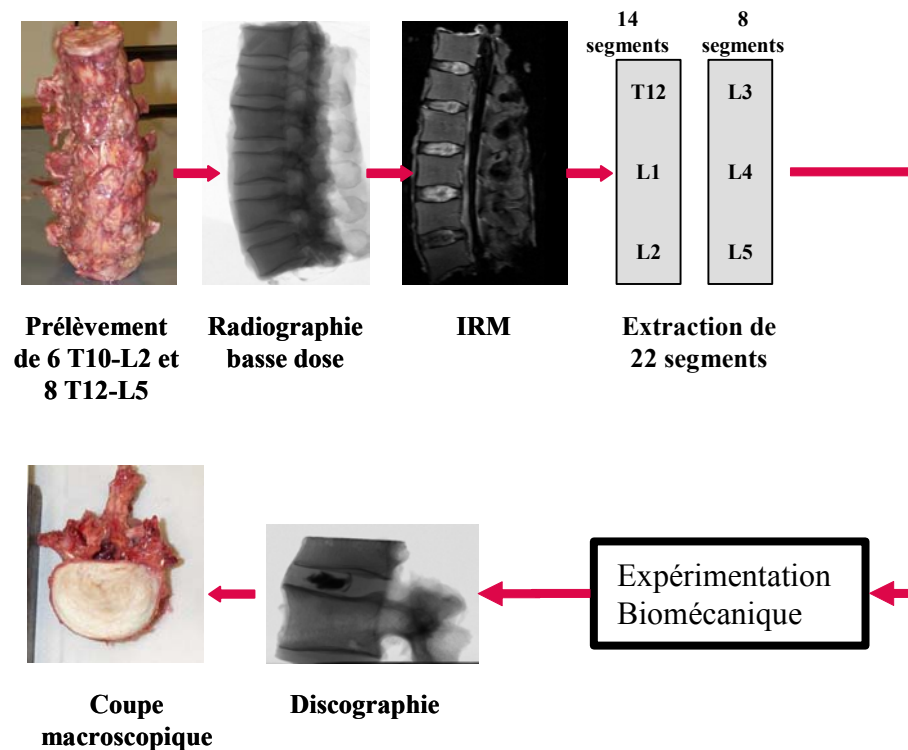 14
segments
8
segments
T12
L1
L2
L3
L4
L5
Prélèvement
de 6 T10-L2 et
8 T12-L5
Radiographie
basse dose
IRM
Extraction de
22 segments
Expérimentation
Biomécanique
Discographie
Coupe
macroscopique